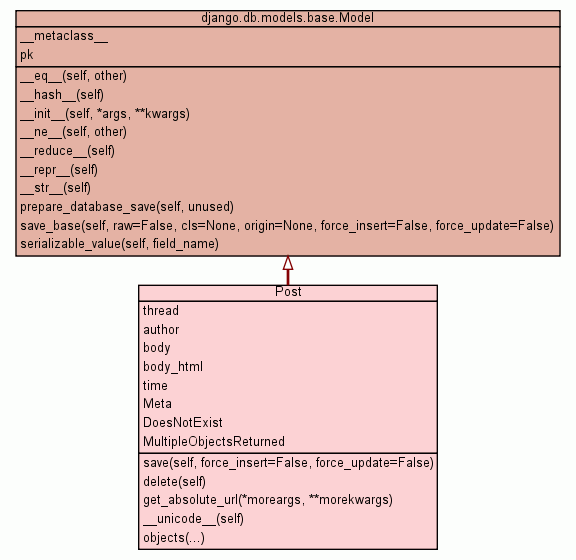 django.db.models.base.Model
__metaclass__
pk
__eq__(self, other)
__hash__(self)
__init__(self, *args, **kwargs)
__ne__(self, other)
__reduce__(self)
__repr__(self)
__str__(self)
prepare_database_save(self, unused)
save_base(self, raw=False, cls=None, origin=None, force_insert=False, force_update=False)
serializable_value(self, field_name)
Post
thread
author
body
body_html
time
Meta
DoesNotExist
MultipleObjectsReturned
save(self, force_insert=False, force_update=False)
delete(self)
get_absolute_url(*moreargs, **morekwargs)
__unicode__(self)
objects(...)